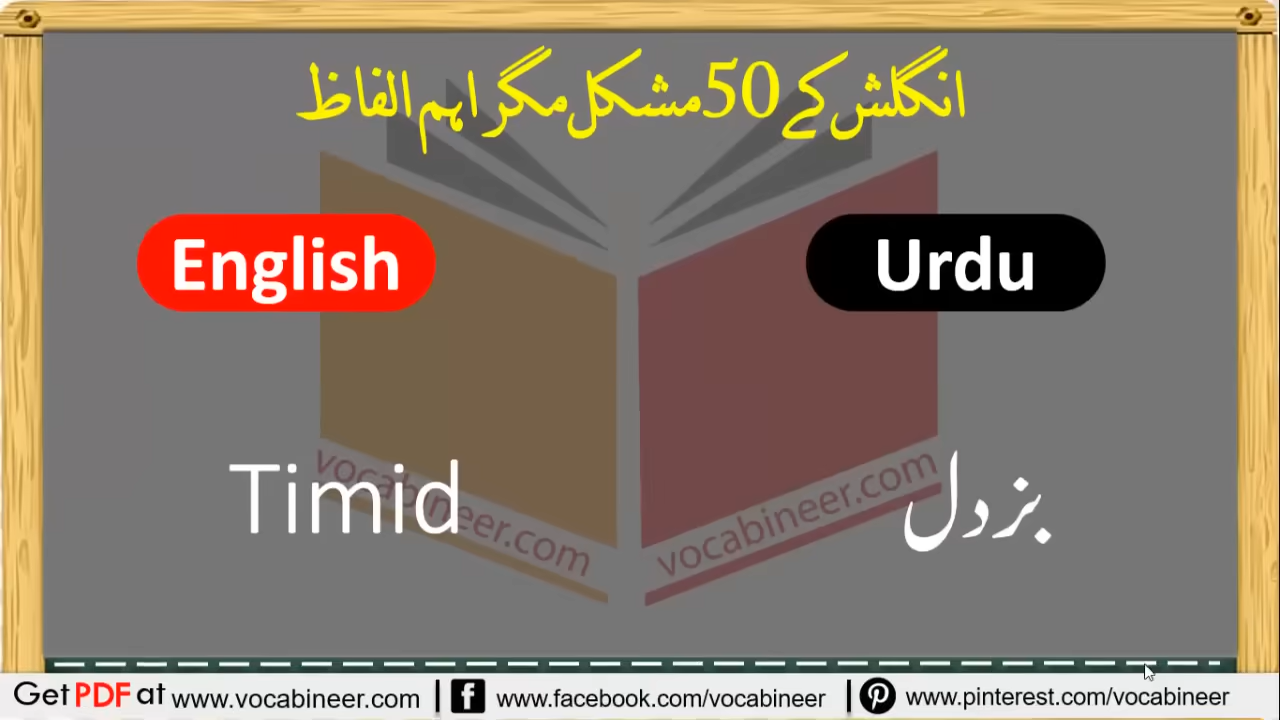 انگلش کے 50 مشکل مگر اہم الفاظ
English Urdu
Timid بزدل
vocabineer.com vocabineer.com
Get PDF at www.vocabineer.com | www.facebook.com/vocabineer | www.pinterest.com/vocabineer